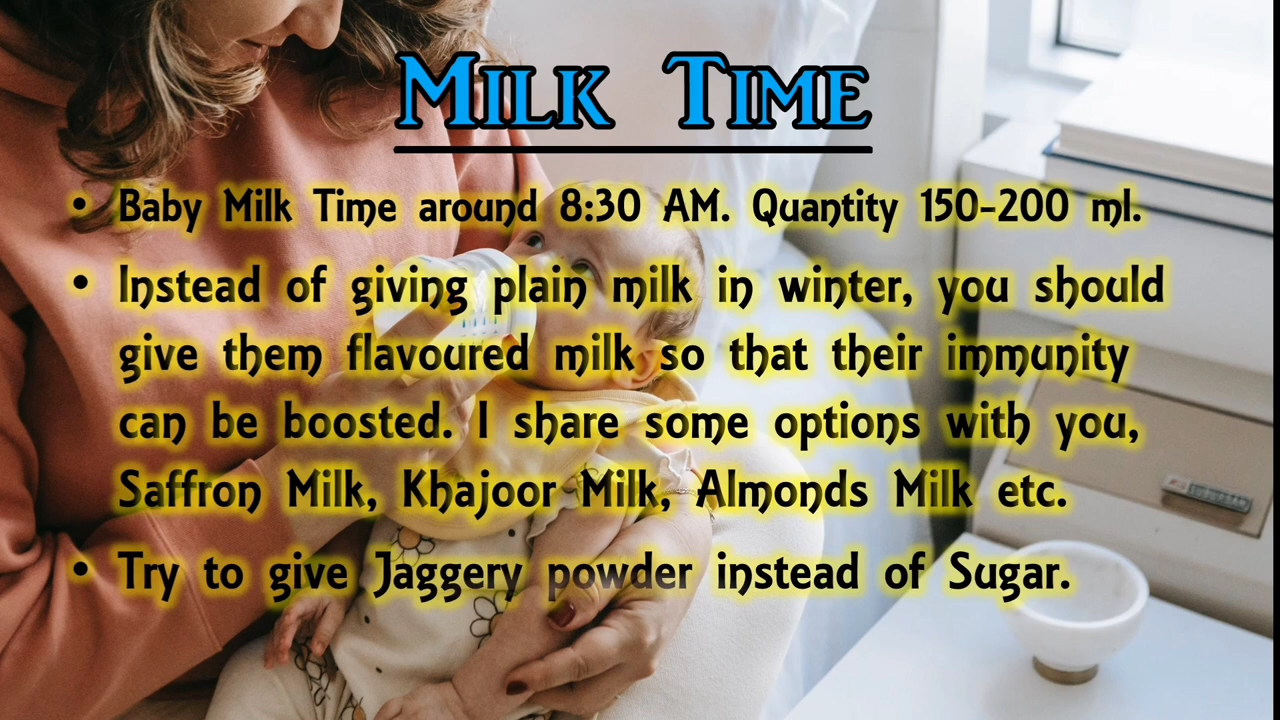 Milk Time
• Baby Milk Time around 8:30 AM. Quantity 150-200 ml.
• Instead of giving plain milk in winter, you should
give them flavoured milk so that their immunity
can be boosted. I share some options with you,
Saffron Milk, Khajoor Milk, Almonds Milk etc.
• Try to give Jaggery powder instead of Sugar.